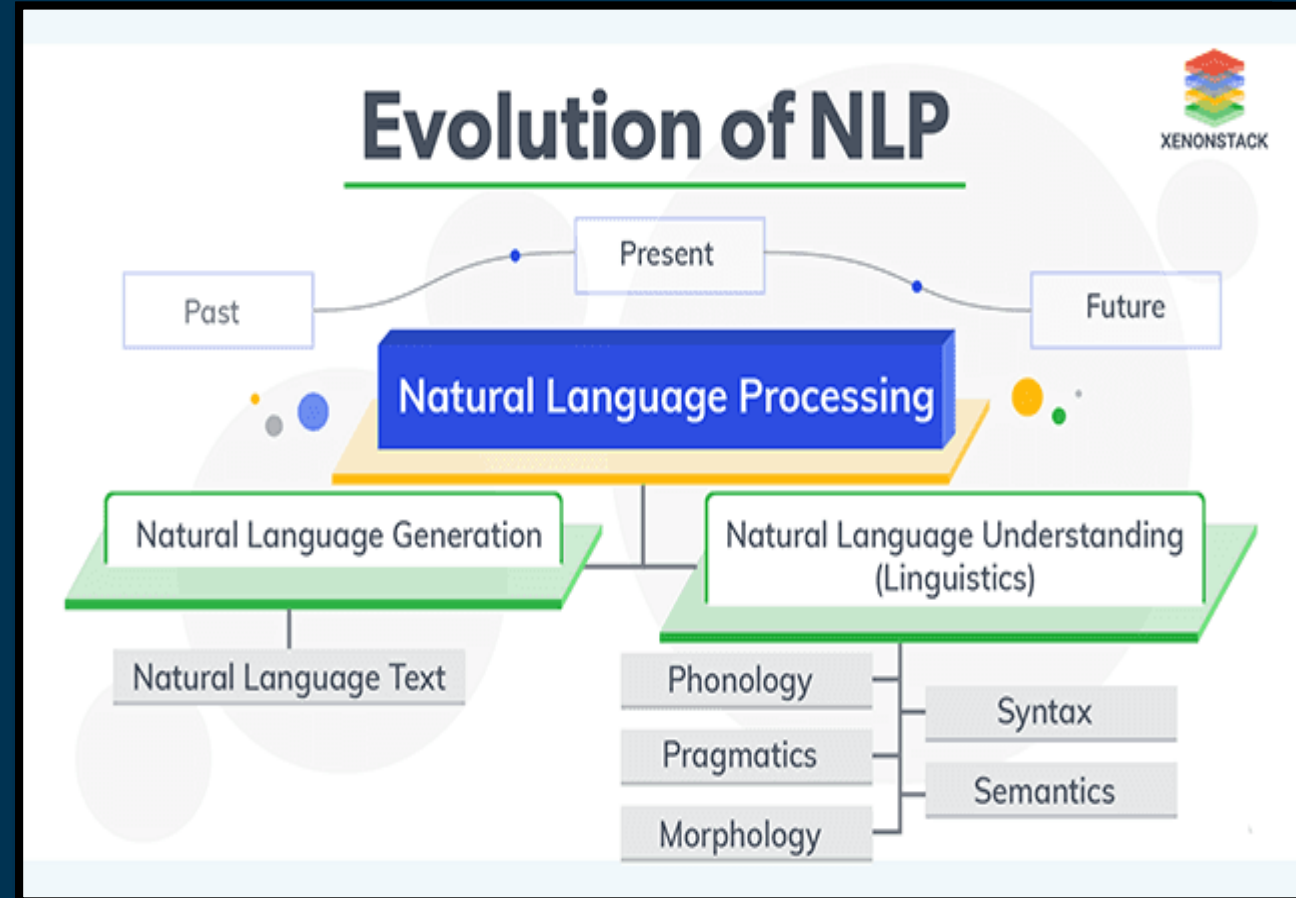 Evolution of NLP
XENONSTACK
Past
Present
Future
Natural Language Processing
Natural Language Generation
Natural Language Understanding
(Linguistics)
Natural Language Text
Phonology
Syntax
Pragmatics
Semantics
Morphology